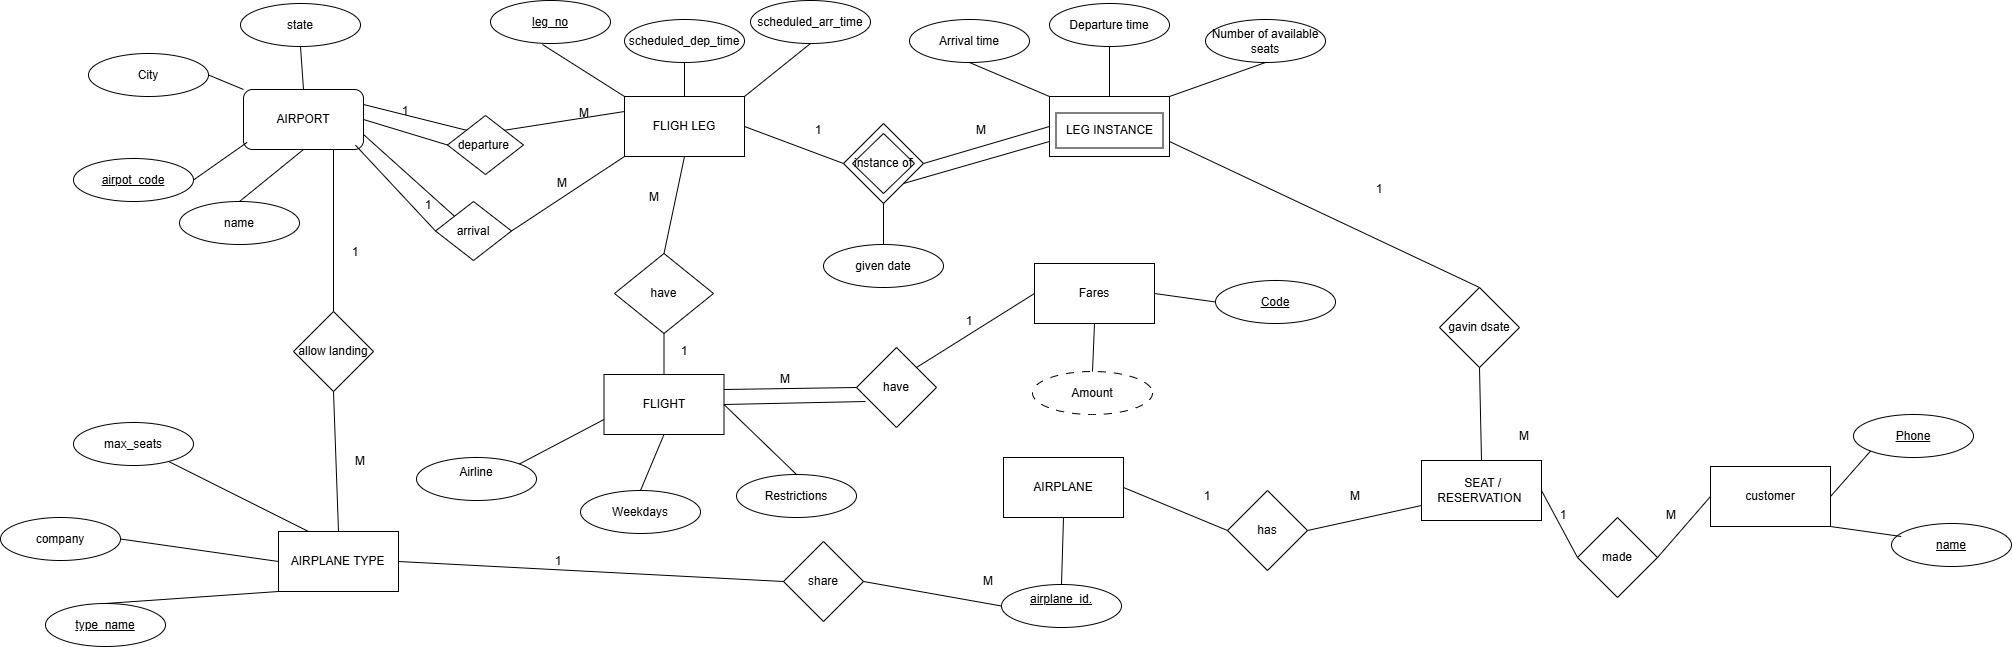 state
leg_no
scheduled_dep_time
scheduled_arr_time
Arrival time
Departure time
Number of available
seats
City
AIRPORT
1
departure
M
FLIGH LEG
1
instance of
M
LEG INSTANCE
airpot_code
name
1
arrival
M
M
1
1
given date
have
Fares
Code
allow landing
1
have
1
M
Amount
gavin dsate
FLIGHT
max_seats
M
Airline
Weekdays
Restrictions
AIRPLANE
1
has
M
M
SEAT /
RESERVATION
1
made
M
customer
Phone
name
company
AIRPLANE TYPE
type_name
1
share
M
airplane_id.